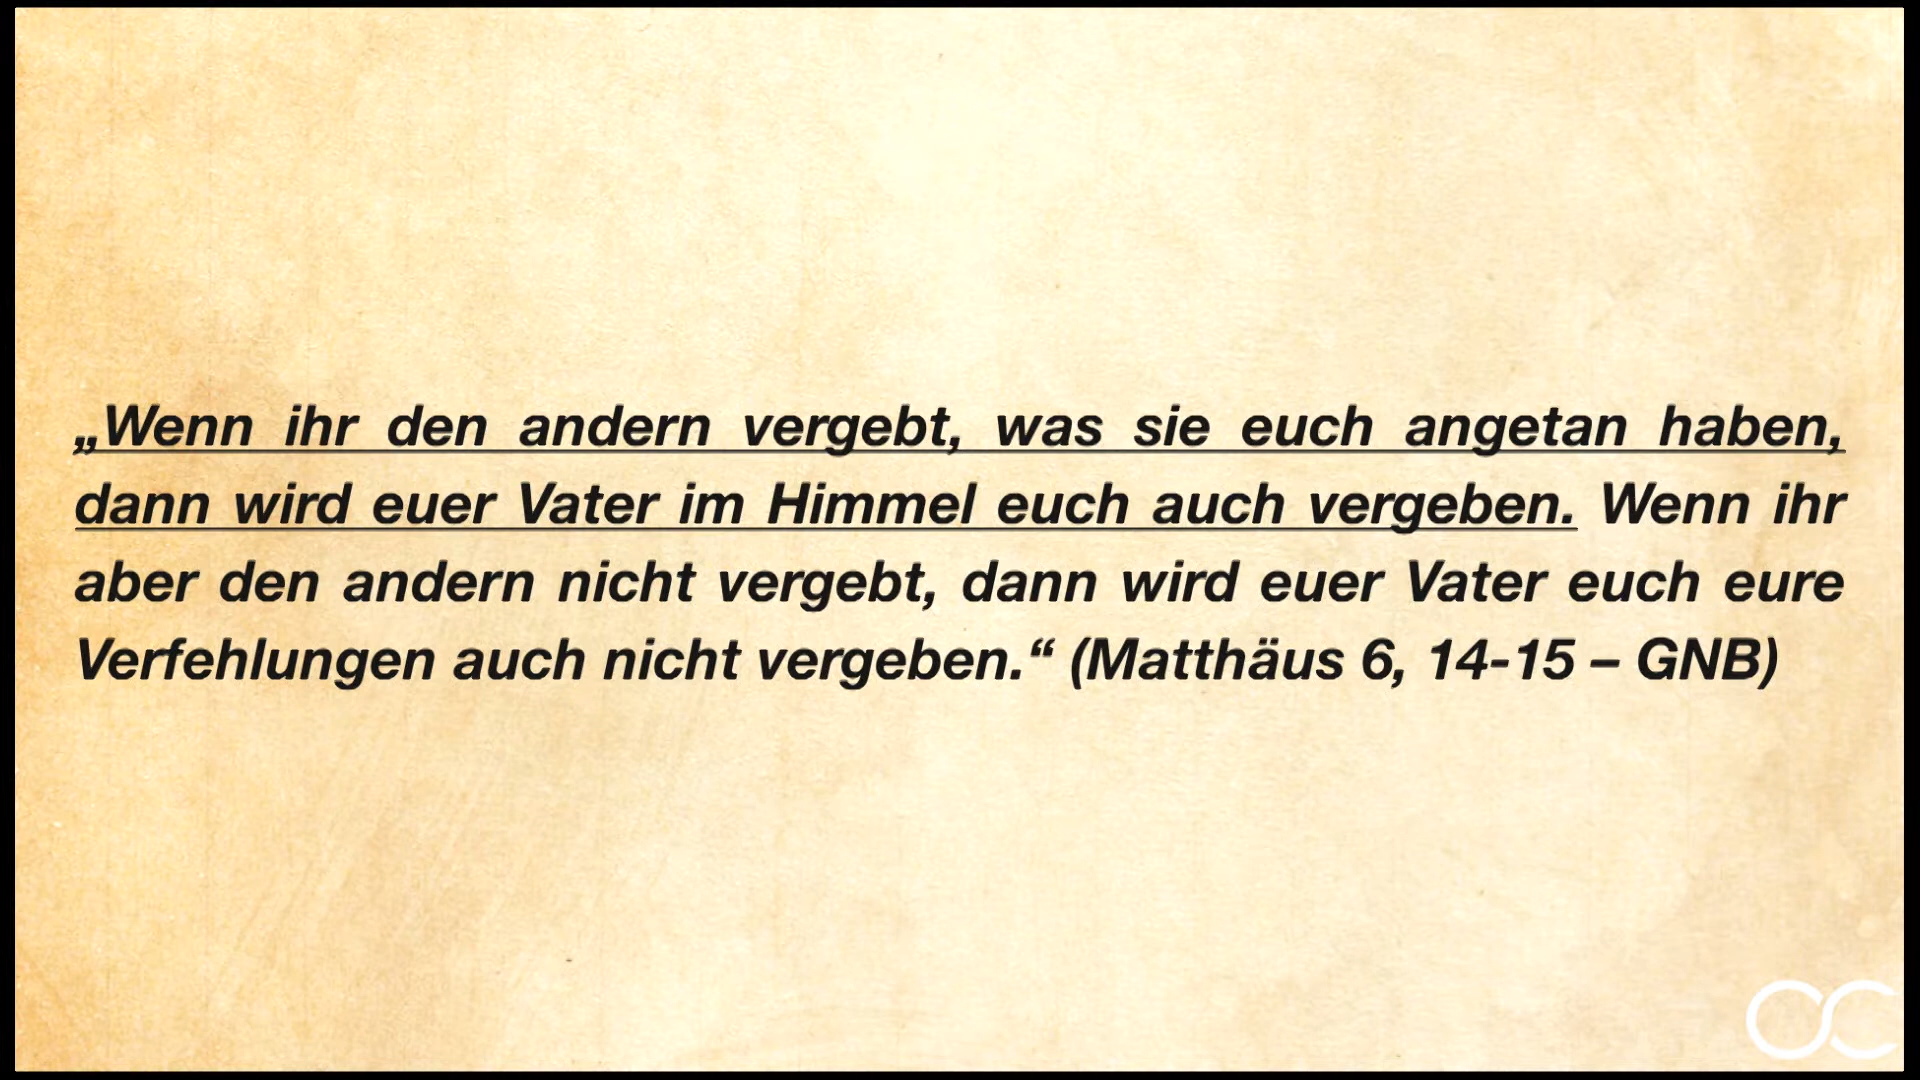 „Wenn ihr den andern vergebt, was sie euch angetan haben,
dann wird euer Vater im Himmel euch auch vergeben. Wenn ihr
aber den andern nicht vergebt, dann wird euer Vater euch eure
Verfehlungen auch nicht vergeben.“ (Matthäus 6, 14-15 – GNB)